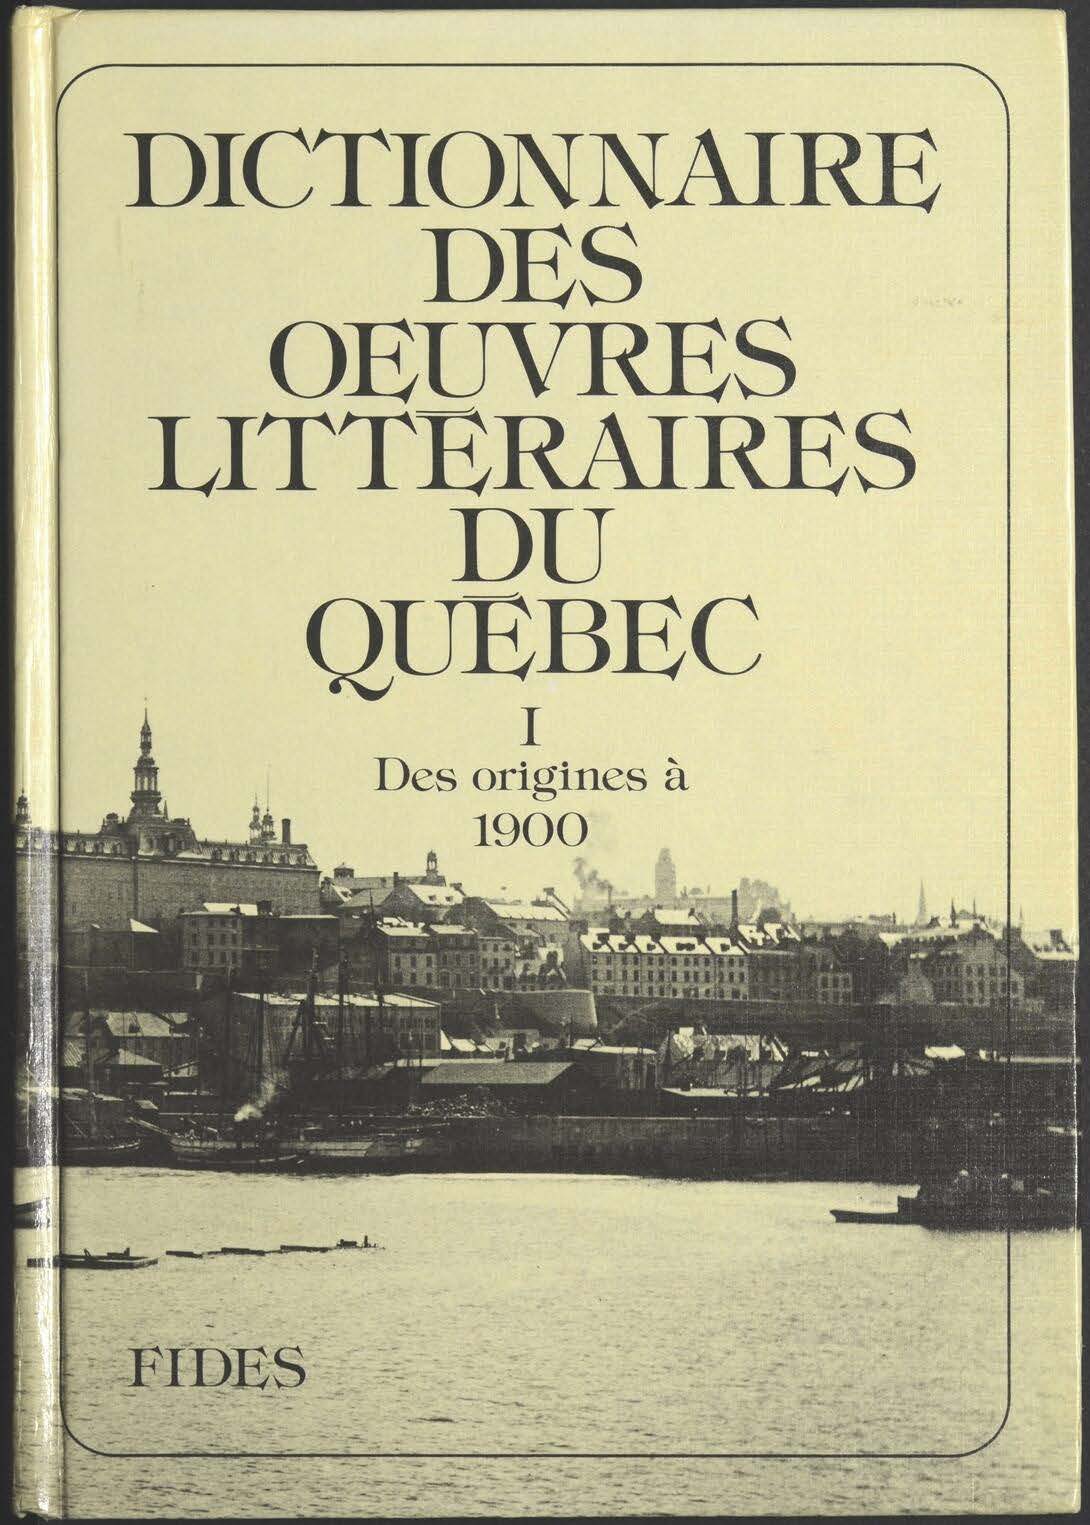 DICTIONNAIRE
DES
OEUVRES
LITTÉRAIRES
DU
QUÉBEC
I
Des origines à
1900
FIDES